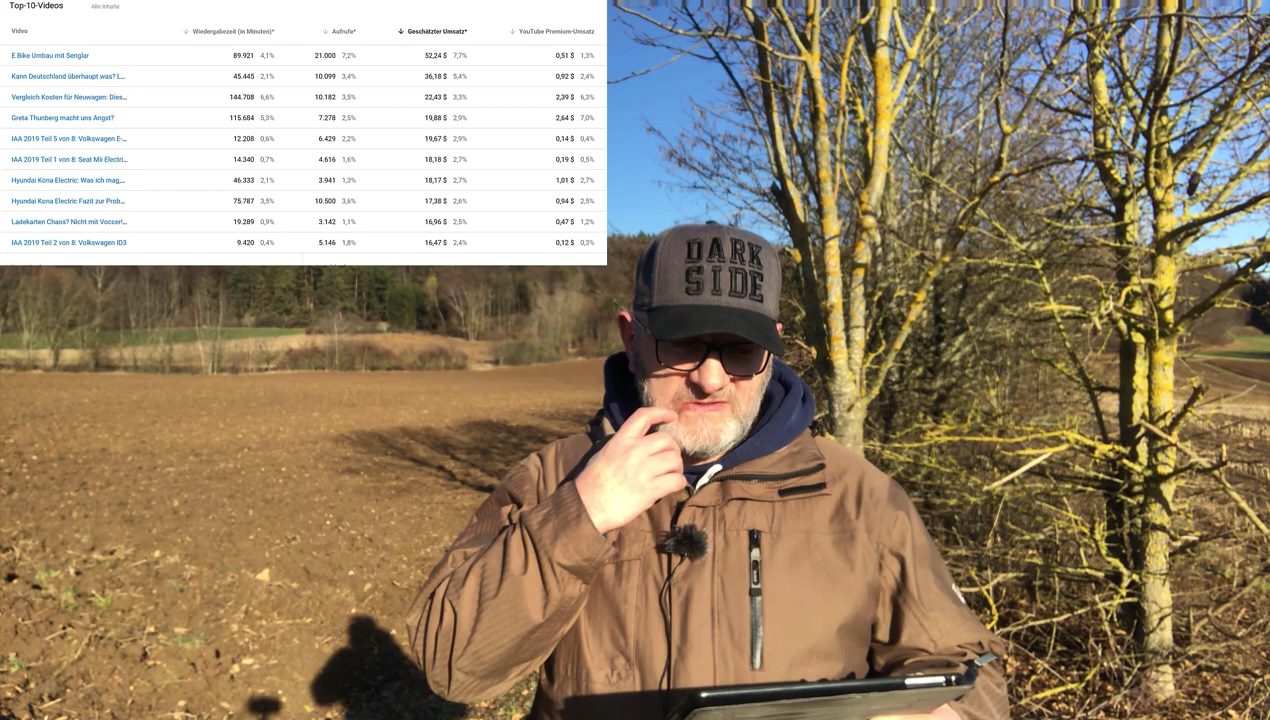 Top-10-Videos Alle Inhalte
Video Wiedergabezeit (in Minuten)* Aufrufe* Geschätzter Umsatz* YouTube Premium-Umsatz
E Bike Umbau mit Senglar 89.921 4,1% 21.000 7,2% 52,24 $ 7,7% 0,51 $ 1,3%
Kann Deutschland überhaupt was? L... 45.445 2,1% 10.099 3,4% 36,18 $ 5,4% 0,92 $ 2,4%
Vergleich Kosten für Neuwagen: Dies... 144.708 6,6% 10.182 3,5% 22,43 $ 3,3% 2,39 $ 6,3%
Greta Thunberg macht uns Angst? 115.684 5,3% 7.278 2,5% 19,88 $ 2,9% 2,64 $ 7,0%
IAA 2019 Teil 5 von 8: Volkswagen E-... 12.208 0,6% 6.429 2,2% 19,67 $ 2,9% 0,14 $ 0,4%
IAA 2019 Teil 1 von 8: Seat Mii Electri... 14.340 0,7% 4.616 1,6% 18,18 $ 2,7% 0,19 $ 0,5%
Hyundai Kona Electric: Was ich mag,... 46.333 2,1% 3.941 1,3% 18,17 $ 2,7% 1,01 $ 2,7%
Hyundai Kona Electric Fazit zur Prob... 75.787 3,5% 10.500 3,6% 17,38 $ 2,6% 0,94 $ 2,5%
Ladekarten Chaos? Nicht mit Voccer!... 19.289 0,9% 3.142 1,1% 16,96 $ 2,5% 0,47 $ 1,2%
IAA 2019 Teil 2 von 8: Volkswagen ID3 9.420 0,4% 5.146 1,8% 16,47 $ 2,4% 0,12 $ 0,3%
DARK
SIDE